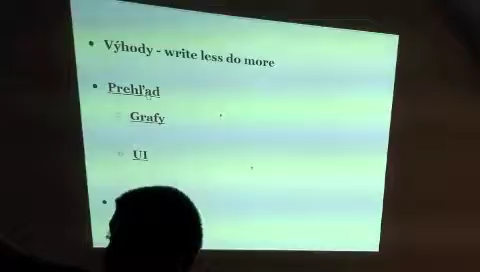 • Výhody - write less do more
• Prehľad
○ Grafy
○ UI
•